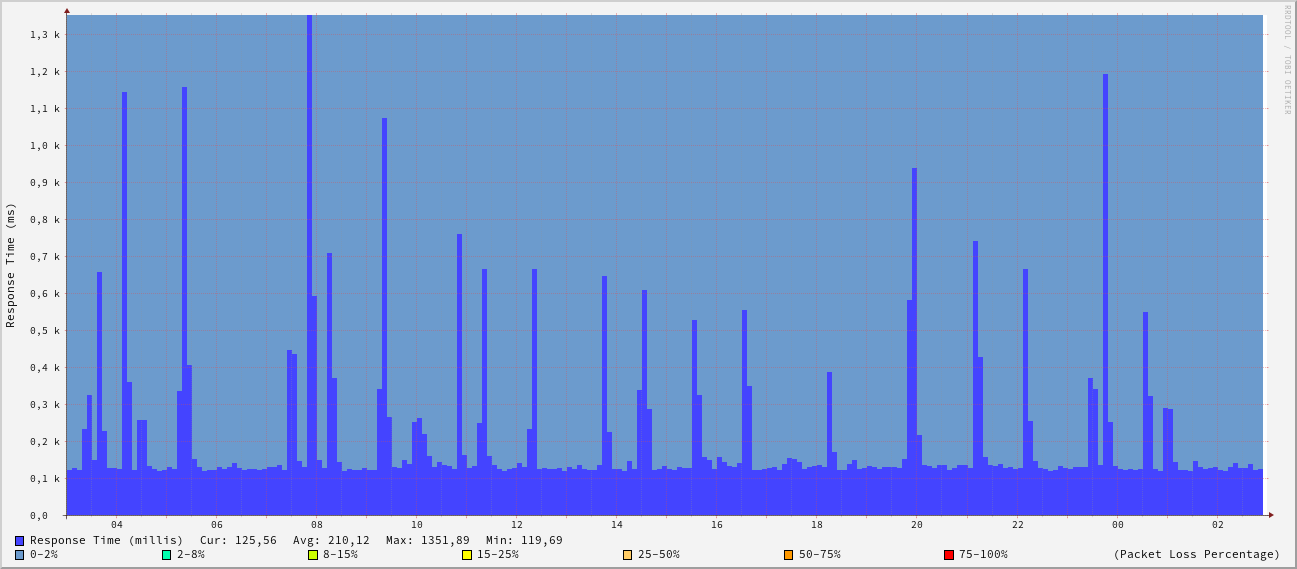 RRDTOOL / TOBI OETIKER
Response Time (ms)
1,3 k
1,2 k
1,1 k
1,0 k
0,9 k
0,8 k
0,7 k
0,6 k
0,5 k
0,4 k
0,3 k
0,2 k
0,1 k
0,0
04 06 08 10 12 14 16 18 20 22 00 02
Response Time (millis) Cur: 125,56 Avg: 210,12 Max: 1351,89 Min: 119,69
0-2% 2-8% 8-15% 15-25% 25-50% 50-75% 75-100% (Packet Loss Percentage)